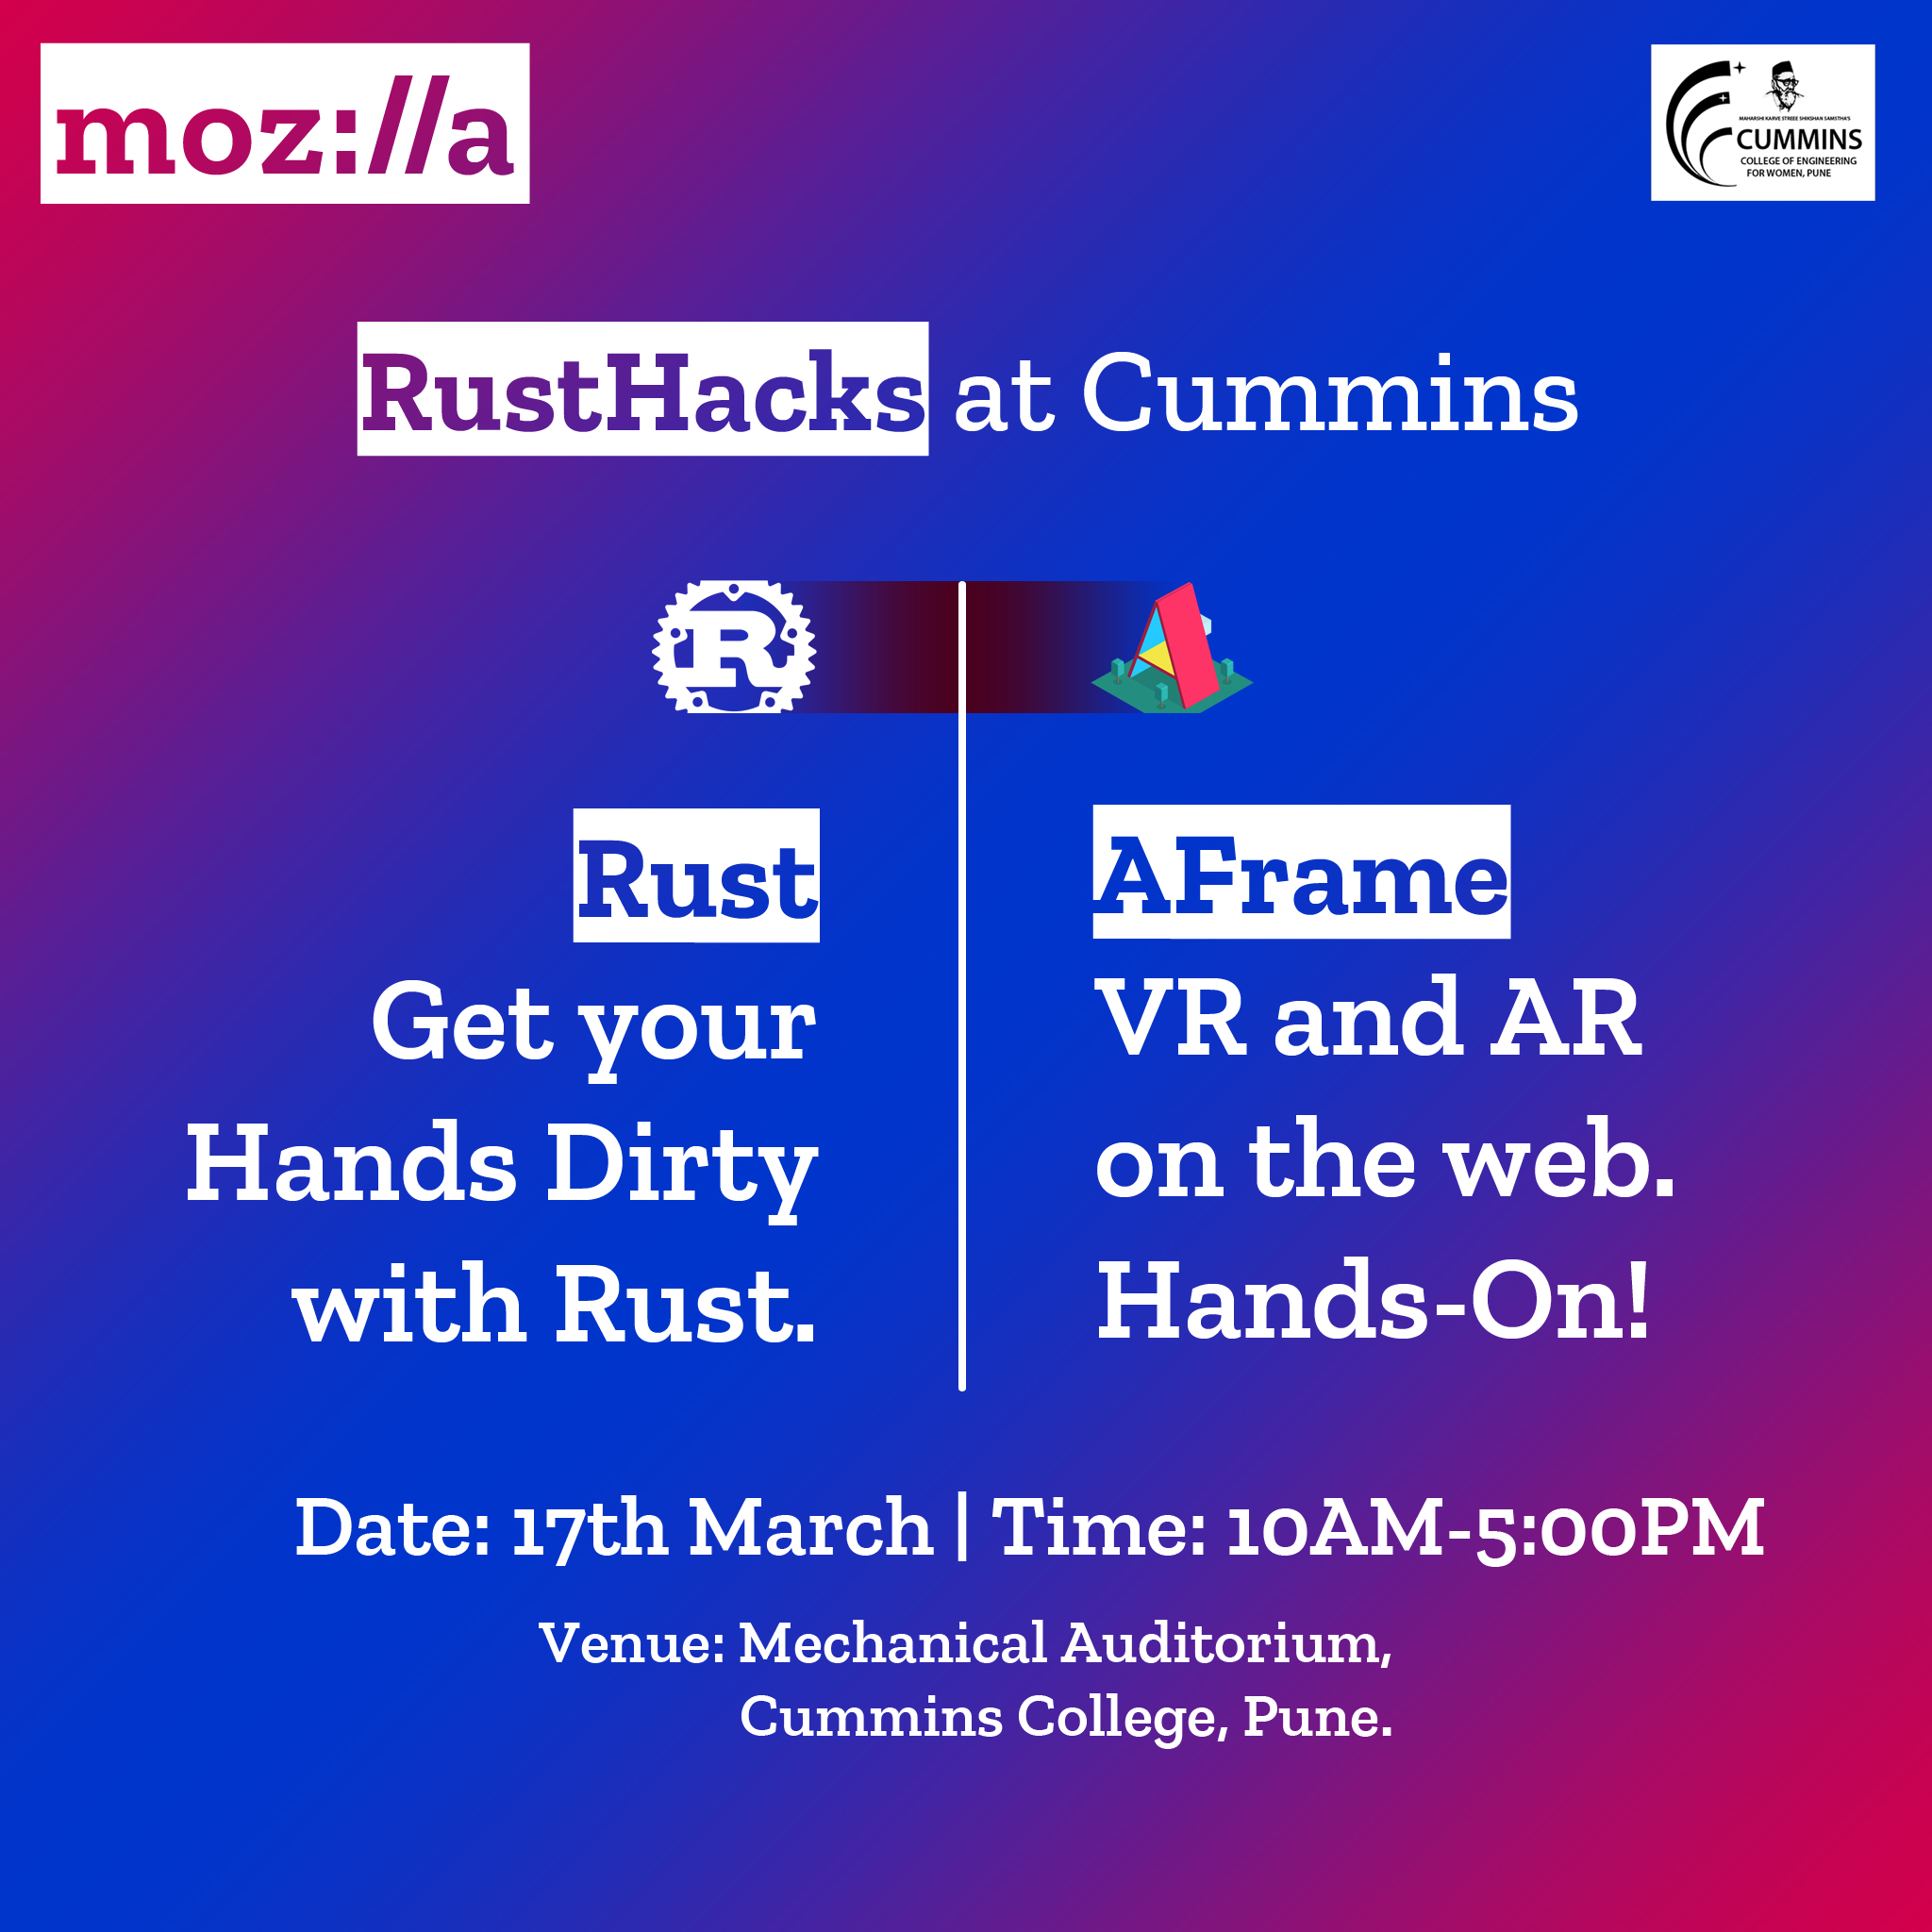 moz://a
MAHARSHI KARVE STREEE SHIKSHAN SAMSTHA'S
CUMMINS
COLLEGE OF ENGINEERING
FOR WOMEN, PUNE
RustHacks at Cummins
R
Rust
Get your
Hands Dirty
with Rust.
AFrame
VR and AR
on the web.
Hands-On!
Date: 17th March | Time: 10AM-5:00PM
Venue: Mechanical Auditorium,
Cummins College, Pune.